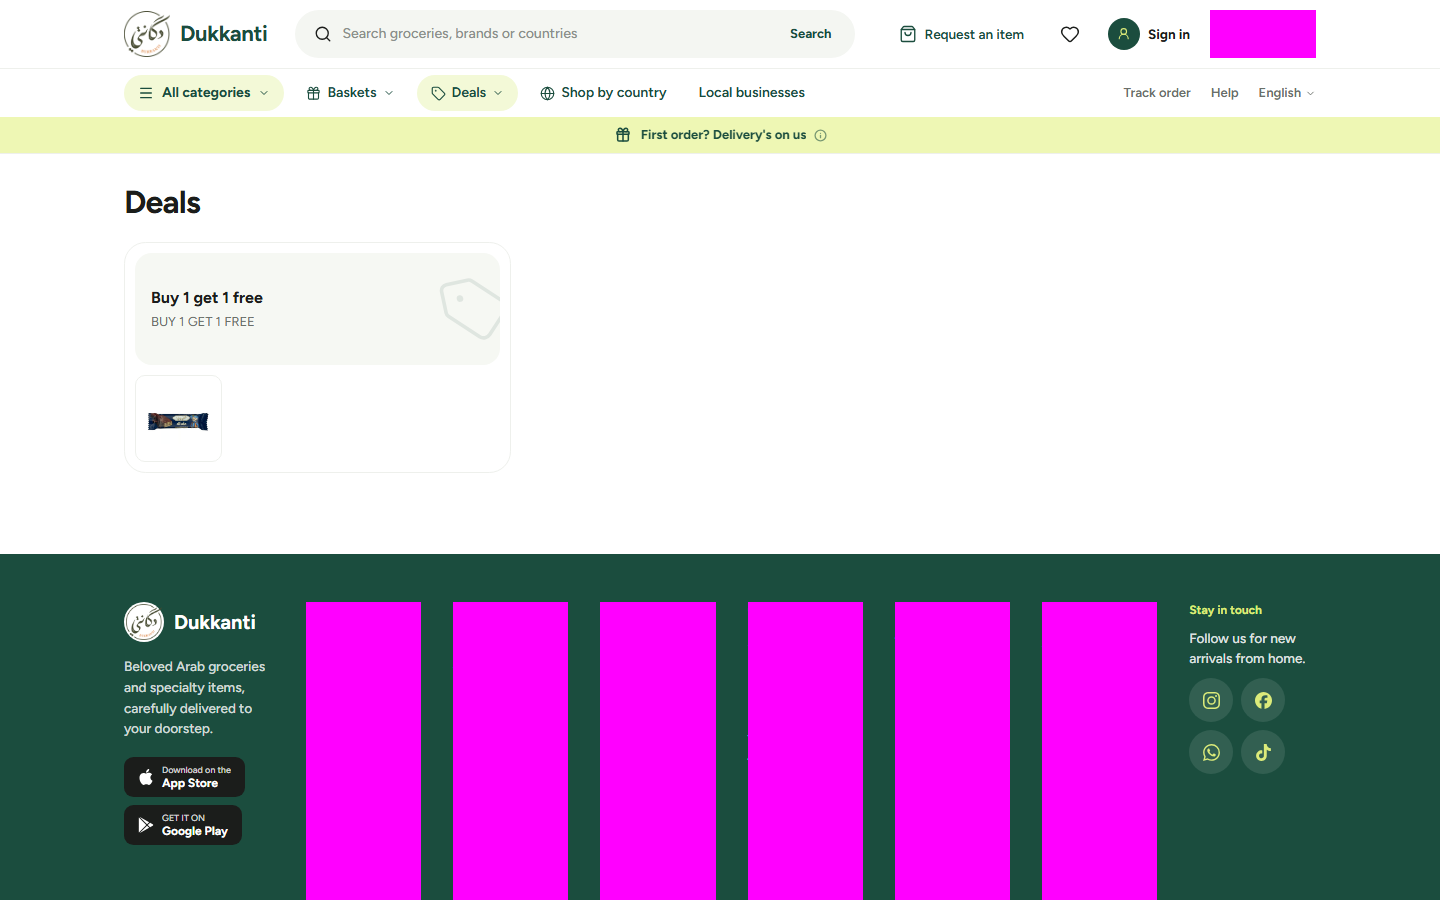 دكانتي
Dukkanti
Search groceries, brands or countries
Search
Request an item
Sign in
All categories
Baskets
Deals
Shop by country
Local businesses
Track order
Help
English
First order? Delivery's on us
Deals
Buy 1 get 1 free
BUY 1 GET 1 FREE
دكانتي
Dukkanti
Beloved Arab groceries
and specialty items,
carefully delivered to
your doorstep.
Download on the
App Store
GET IT ON
Google Play
Stay in touch
Follow us for new
arrivals from home.